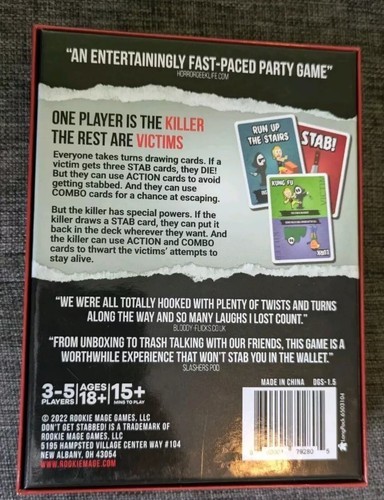 "AN ENTERTAININGLY FAST-PACED PARTY GAME"
HORRORGEEKLIFE.COM
ONE PLAYER IS THE KILLER
THE REST ARE VICTIMS
Everyone takes turns drawing cards. If a
victim gets three STAB cards, they DIE!
But they can use ACTION cards to avoid
getting stabbed. And they can use
COMBO cards for a chance at escaping.
But the killer has special powers. If the
killer draws a STAB card, they can put it
back in the deck wherever they want. And
the killer can use ACTION and COMBO
cards to thwart the victims' attempts to
stay alive.
RUN UP
THE STAIRS
STAB!
KUNG FU
"WE WERE ALL TOTALLY HOOKED WITH PLENTY OF TWISTS AND TURNS
ALONG THE WAY AND SO MANY LAUGHS I LOST COUNT."
BLOODY-FLICKS.CO.UK
"FROM UNBOXING TO TRASH TALKING WITH OUR FRIENDS, THIS GAME IS A
WORTHWHILE EXPERIENCE THAT WON'T STAB YOU IN THE WALLET."
SLASHERS POD
3-5 PLAYERS
AGES 18+
15+ MINS TO PLAY
MADE IN CHINA DGS-1.5
© 2022 ROOKIE MAGE GAMES, LLC
DON'T GET STABBED! IS A TRADEMARK OF
ROOKIE MAGE GAMES, LLC
5195 HAMPSTED VILLAGE CENTER WAY #104
NEW ALBANY, OH 43054
WWW.ROOKIEMAGE.COM